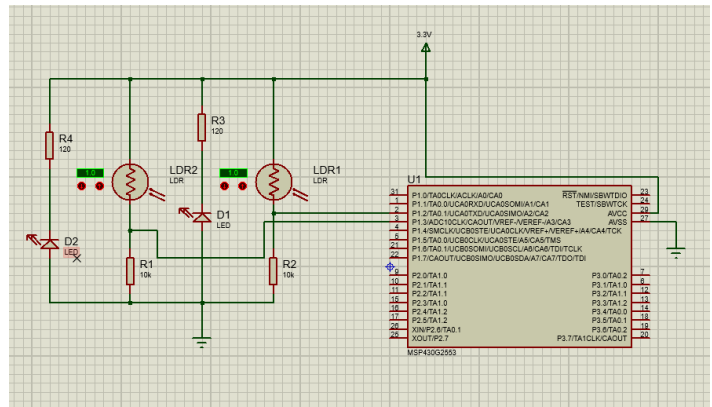 3.3V
R4
120
R3
120
1.0
LDR2
LDR
1.0
LDR1
LDR
D2
LED
D1
LED
R1
10k
R2
10k
U1
31 P1.0/TA0CLK/ACLK/A0/CA0 RST/NMI/SBWTDIO 23
1 P1.1/TA0.0/UCA0RXD/UCA0SOMI/A1/CA1 TEST/SBWTCK 24
2 P1.2/TA0.1/UCA0TXD/UCA0SIMO/A2/CA2 AVCC 29
3 P1.3/ADC10CLK/CAOUT/VREF-/VEREF-/A3/CA3 AVSS 27
4 P1.4/SMCLK/UCB0STE/UCA0CLK/VREF+/VEREF+/A4/CA4/TCK
5 P1.5/TA0.0/UCB0CLK/UCA0STE/CA5/TMS
21 P1.6/TA0.1/UCB0SOMI/UCB0SCL/A6/CA6/TDI/TCLK
22 P1.7/CAOUT/UCB0SIMO/UCB0SDA/A7/CA7/TDO/TDI
9 P2.0/TA1.0 P3.0/TA0.2 7
10 P2.1/TA1.1 P3.1/TA1.0 6
11 P2.2/TA1.1 P3.2/TA1.1 12
15 P2.3/TA1.0 P3.3/TA1.2 13
16 P2.4/TA1.2 P3.4/TA0.0 14
17 P2.5/TA1.2 P3.5/TA0.1 18
26 XIN/P2.6/TA0.1 P3.6/TA0.2 19
25 XOUT/P2.7 P3.7/TA1CLK/CAOUT 20
MSP430G2553